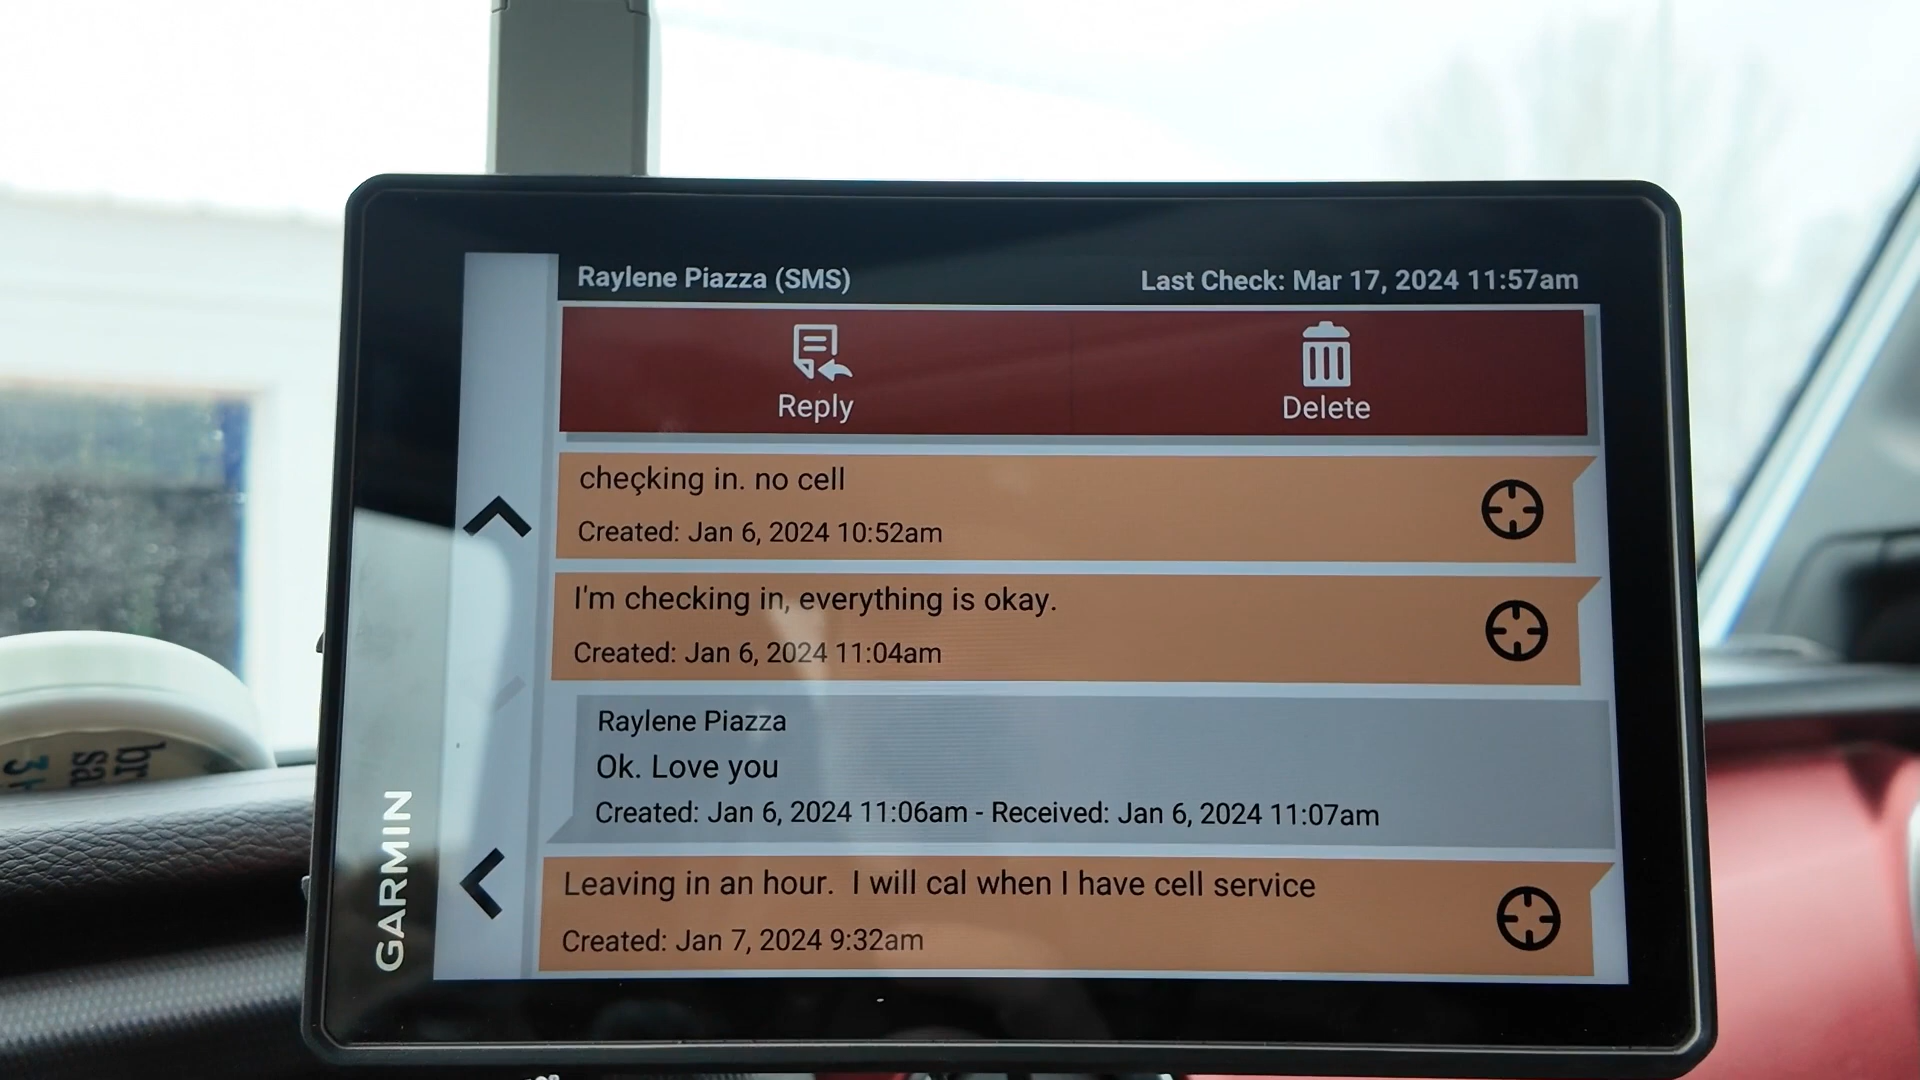 Raylene Piazza (SMS)
Last Check: Mar 17, 2024 11:57am
Reply
Delete
checking in. no cell
Created: Jan 6, 2024 10:52am
I'm checking in, everything is okay.
Created: Jan 6, 2024 11:04am
Raylene Piazza
Ok. Love you
Created: Jan 6, 2024 11:06am - Received: Jan 6, 2024 11:07am
Leaving in an hour.  I will cal when I have cell service
Created: Jan 7, 2024 9:32am
GARMIN
br
sa
3